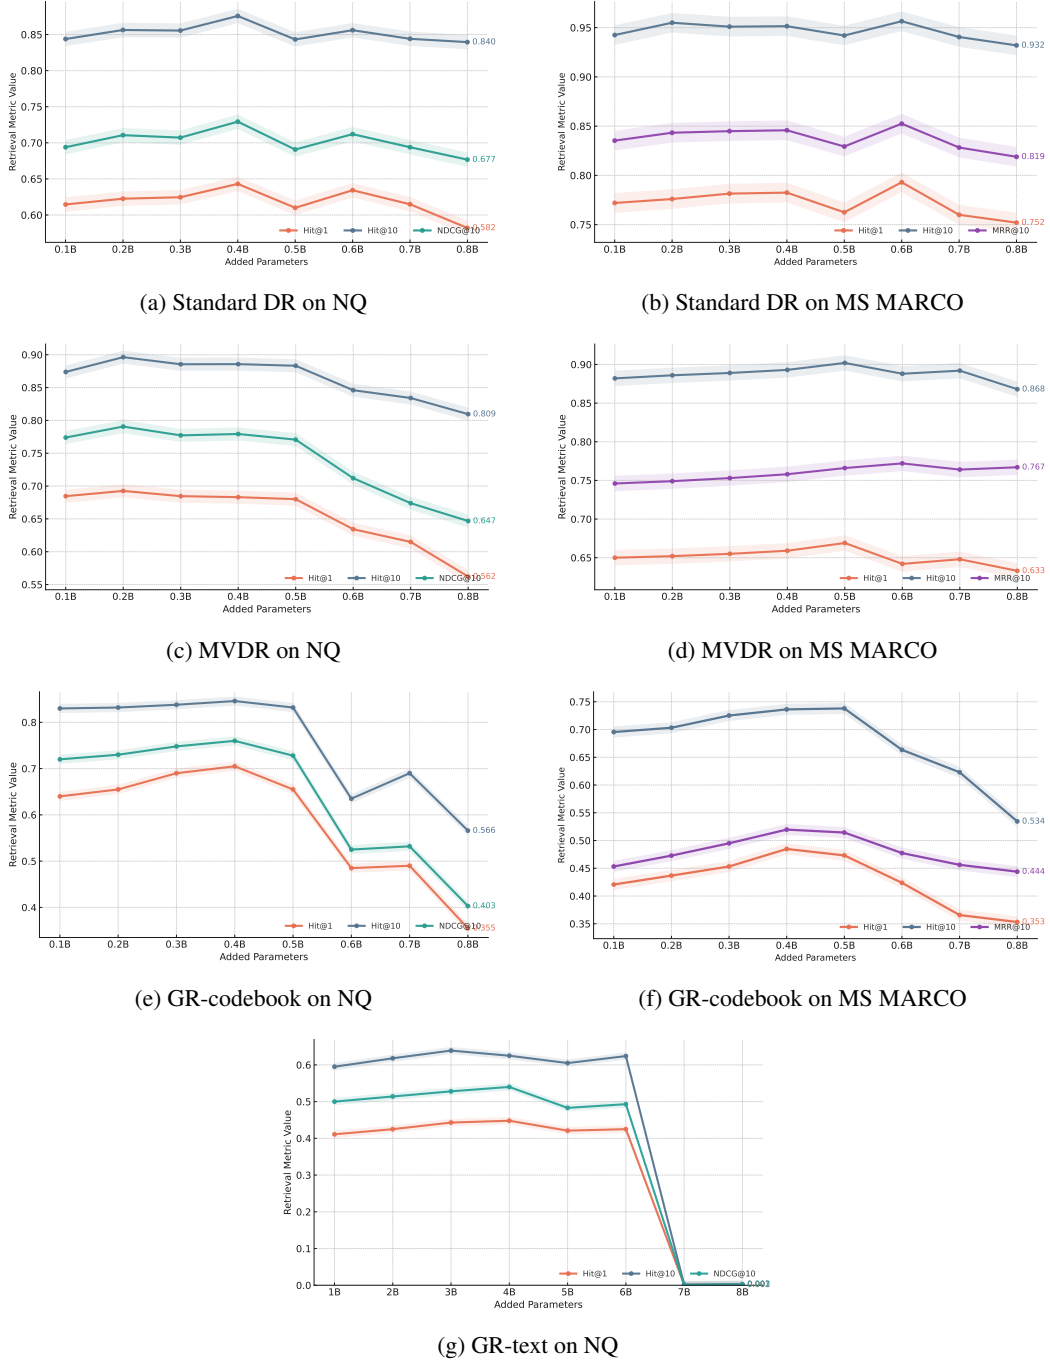 0.85
0.80
0.75
0.70
0.65
0.60
Retrieval Metric Value
0.840
0.677
0.582
Hit@1 Hit@10 NDCG@10
0.1B 0.2B 0.3B 0.4B 0.5B 0.6B 0.7B 0.8B
Added Parameters
(a) Standard DR on NQ
0.95
0.90
0.85
0.80
0.75
Retrieval Metric Value
0.932
0.819
0.752
Hit@1 Hit@10 MRR@10
0.1B 0.2B 0.3B 0.4B 0.5B 0.6B 0.7B 0.8B
Added Parameters
(b) Standard DR on MS MARCO
0.90
0.85
0.80
0.75
0.70
0.65
0.60
0.55
Retrieval Metric Value
0.809
0.647
0.562
Hit@1 Hit@10 NDCG@10
0.1B 0.2B 0.3B 0.4B 0.5B 0.6B 0.7B 0.8B
Added Parameters
(c) MVDR on NQ
0.90
0.85
0.80
0.75
0.70
0.65
Retrieval Metric Value
0.868
0.767
0.633
Hit@1 Hit@10 MRR@10
0.1B 0.2B 0.3B 0.4B 0.5B 0.6B 0.7B 0.8B
Added Parameters
(d) MVDR on MS MARCO
0.8
0.7
0.6
0.5
0.4
Retrieval Metric Value
0.566
0.403
0.355
Hit@1 Hit@10 NDCG@10
0.1B 0.2B 0.3B 0.4B 0.5B 0.6B 0.7B 0.8B
Added Parameters
(e) GR-codebook on NQ
0.75
0.70
0.65
0.60
0.55
0.50
0.45
0.40
0.35
Retrieval Metric Value
0.534
0.444
0.353
Hit@1 Hit@10 MRR@10
0.1B 0.2B 0.3B 0.4B 0.5B 0.6B 0.7B 0.8B
Added Parameters
(f) GR-codebook on MS MARCO
0.6
0.5
0.4
0.3
0.2
0.1
0.0
Retrieval Metric Value
Hit@1 Hit@10 NDCG@10
1B 2B 3B 4B 5B 6B 7B 8B
Added Parameters
(g) GR-text on NQ